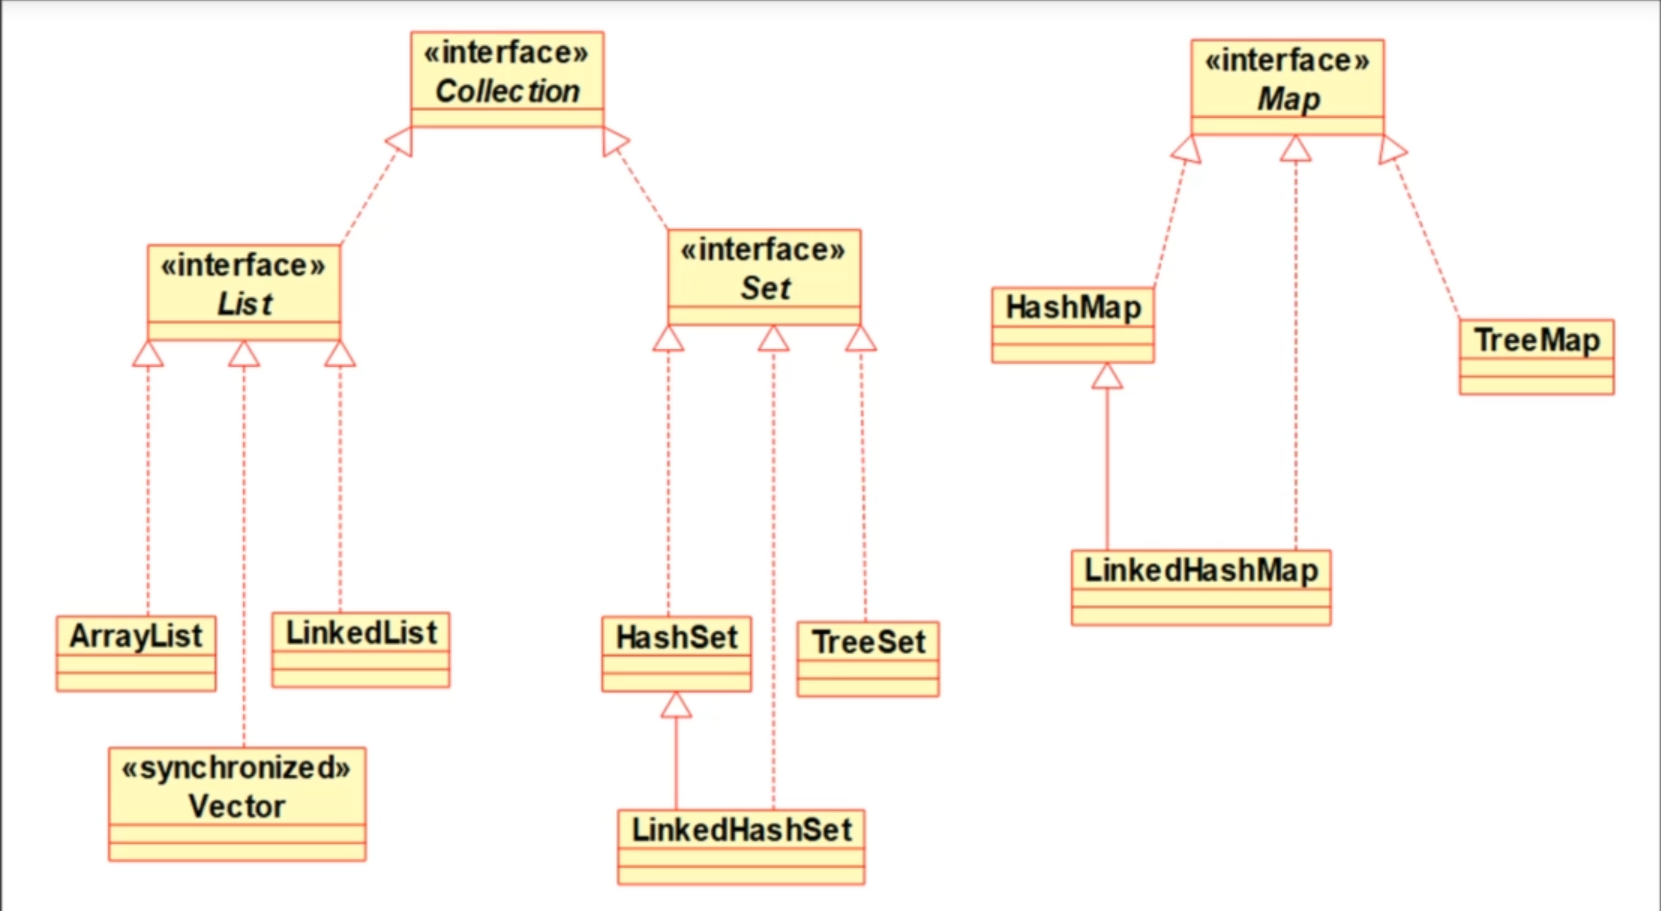 «interface»
Collection
«interface»
Map
«interface»
List
«interface»
Set
HashMap
TreeMap
LinkedHashMap
ArrayList
LinkedList
HashSet
TreeSet
«synchronized»
Vector
LinkedHashSet